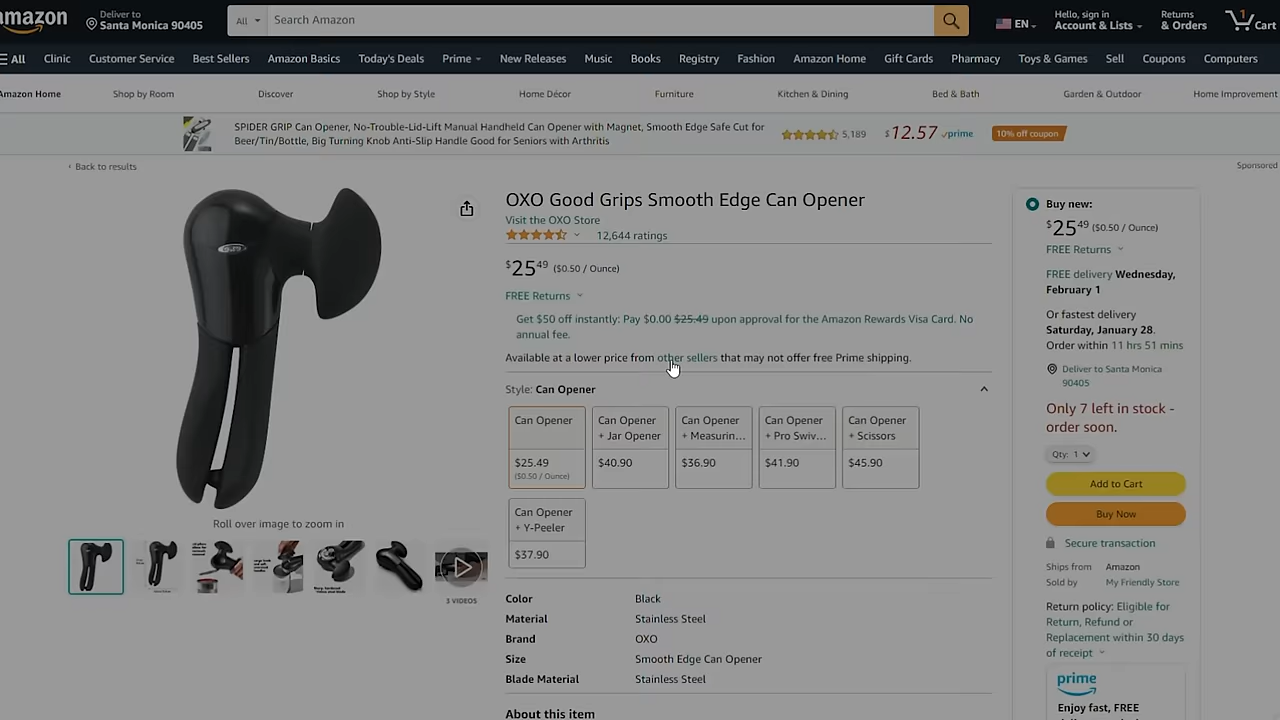 amazon
Deliver to
Santa Monica 90405
All
Search Amazon
EN
Hello, sign in
Account & Lists
Returns
& Orders
1
Cart
All
Clinic
Customer Service
Best Sellers
Amazon Basics
Today's Deals
Prime
New Releases
Music
Books
Registry
Fashion
Amazon Home
Gift Cards
Pharmacy
Toys & Games
Sell
Coupons
Computers
Amazon Home
Shop by Room
Discover
Shop by Style
Home Décor
Furniture
Kitchen & Dining
Bed & Bath
Garden & Outdoor
Home Improvement
SPIDER GRIP Can Opener, No-Trouble-Lid-Lift Manual Handheld Can Opener with Magnet, Smooth Edge Safe Cut for
Beer/Tin/Bottle, Big Turning Knob Anti-Slip Handle Good for Seniors with Arthritis
5,189
$12.57 prime
10% off coupon
‹ Back to results
Sponsored
OXO
Roll over image to zoom in
3 VIDEOS
OXO Good Grips Smooth Edge Can Opener
Visit the OXO Store
12,644 ratings
$25 49 ($0.50 / Ounce)
FREE Returns
Get $50 off instantly: Pay $0.00 $25.49 upon approval for the Amazon Rewards Visa Card. No
annual fee.
Available at a lower price from other sellers that may not offer free Prime shipping.
Style: Can Opener
Can Opener
$25.49
($0.50 / Ounce)
Can Opener
+ Jar Opener
$40.90
Can Opener
+ Measurin...
$36.90
Can Opener
+ Pro Swiv...
$41.90
Can Opener
+ Scissors
$45.90
Can Opener
+ Y-Peeler
$37.90
Color Black
Material Stainless Steel
Brand OXO
Size Smooth Edge Can Opener
Blade Material Stainless Steel
About this item
Buy new:
$25 49 ($0.50 / Ounce)
FREE Returns
FREE delivery Wednesday,
February 1
Or fastest delivery
Saturday, January 28.
Order within 11 hrs 51 mins
Deliver to Santa Monica
90405
Only 7 left in stock -
order soon.
Qty: 1
Add to Cart
Buy Now
Secure transaction
Ships from Amazon
Sold by My Friendly Store
Return policy: Eligible for
Return, Refund or
Replacement within 30 days
of receipt
prime
Enjoy fast, FREE